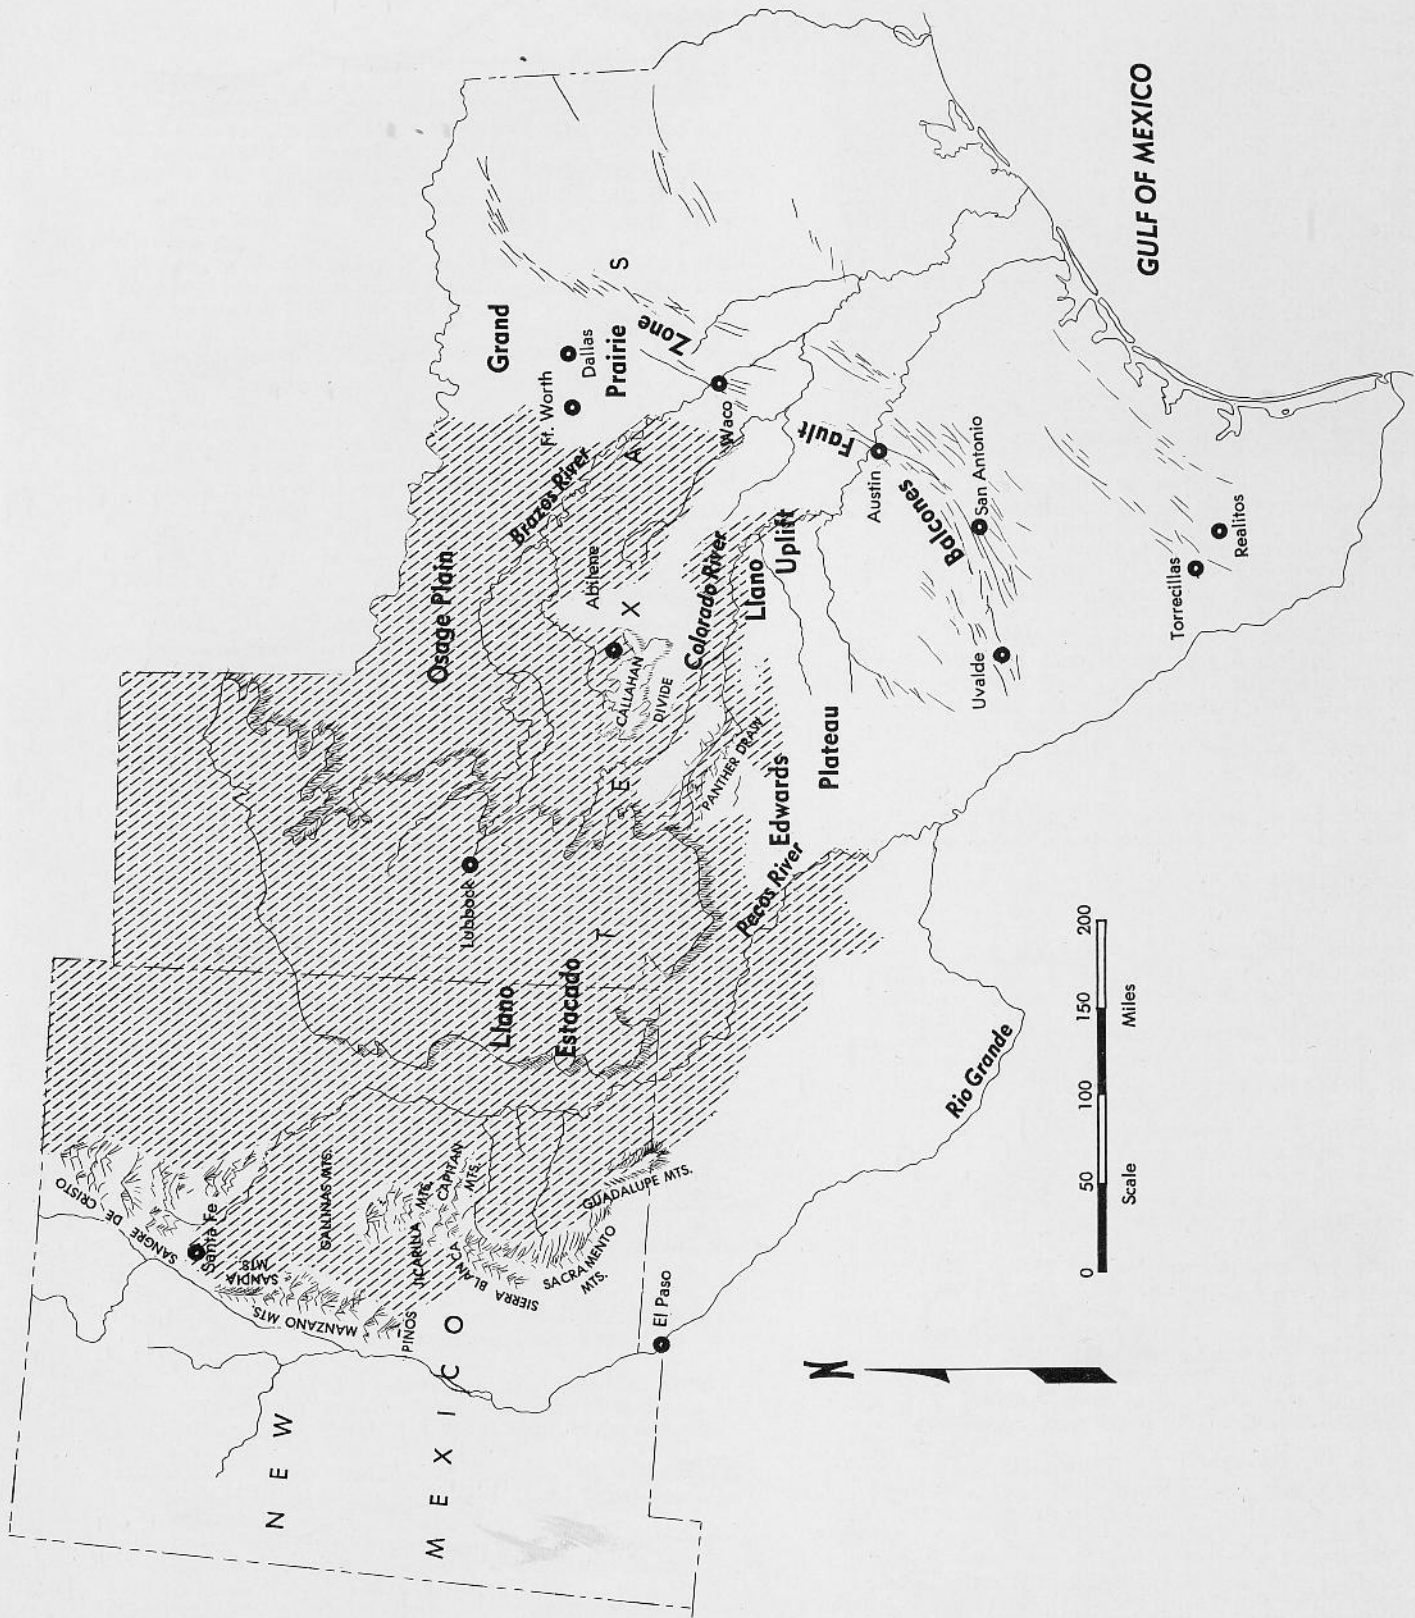 NEW
MEXICO
TEXAS
SANGRE DE CRISTO
Santa Fe
SANDIA
MTS.
MANZANO MTS.
PINOS
GALLINAS MTS.
JICARILLA MTS.
CAPITAN
MTS.
SIERRA BLANCA
SACRAMENTO
MTS.
GUADALUPE MTS.
El Paso
Llano
Estacado
Lubbock
Osage Plain
Brazos River
Abilene
CALLAHAN
DIVIDE
Colorado River
PANTHER DRAW
Pecos River
Edwards
Plateau
Llano
Uplift
Grand
Prairie
Ft. Worth
Dallas
Waco
Balcones
Fault
Zone
Austin
San Antonio
Uvalde
Torrecillas
Realitos
Rio Grande
GULF OF MEXICO
N
0 50 100 150 200
Scale Miles